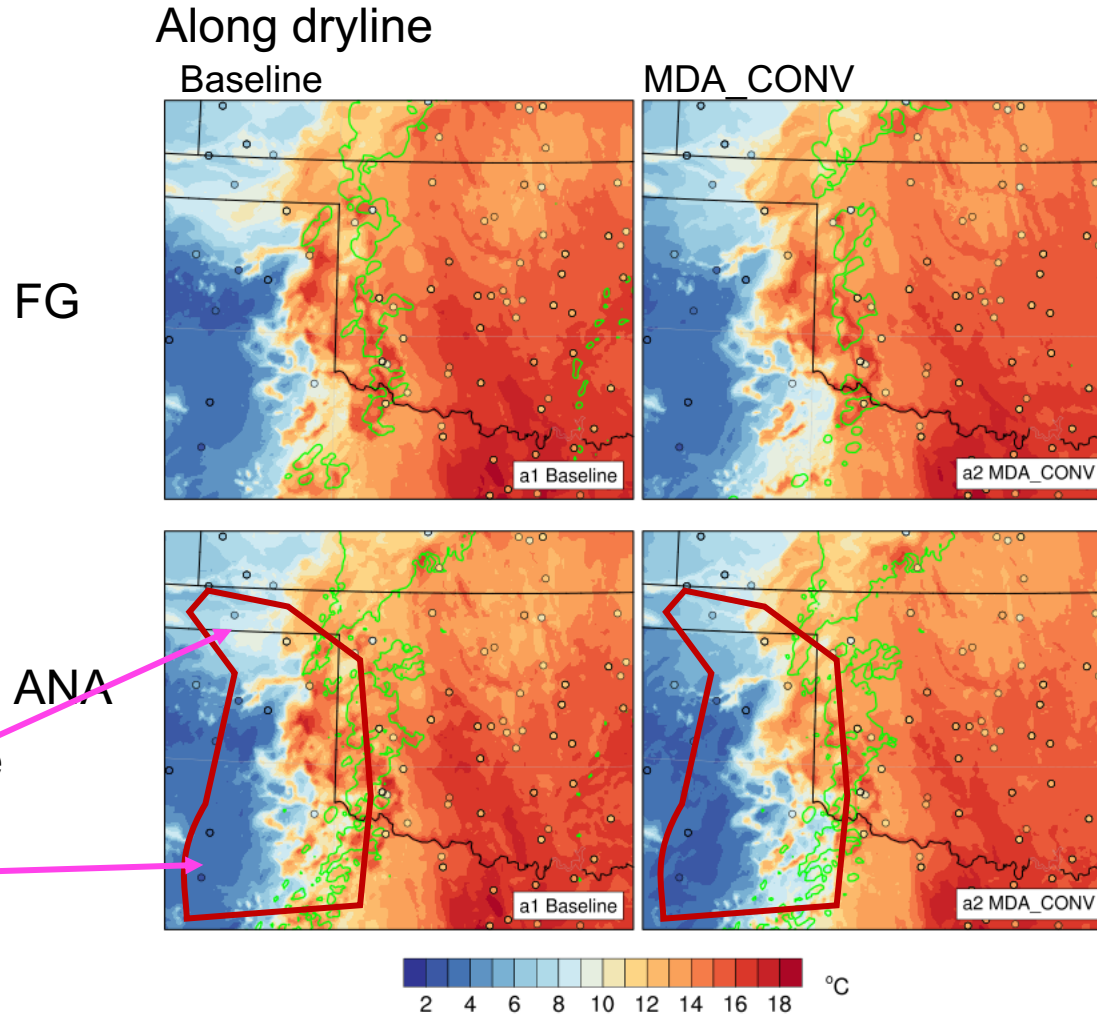 Along dryline
Baseline MDA_CONV
FG
a1 Baseline
a2 MDA_CONV
ANA
a1 Baseline
a2 MDA_CONV
2 4 6 8 10 12 14 16 18 °C